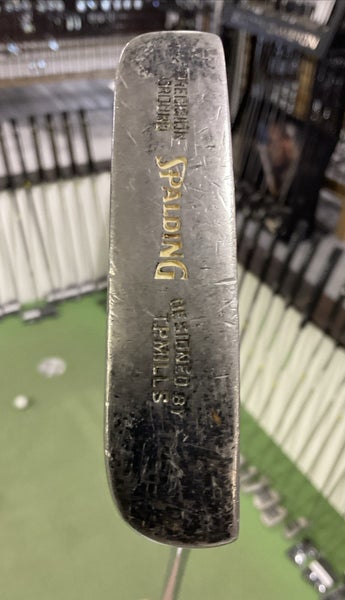 PRECISION
GROUND
SPALDING
DESIGNED BY
T.P.MILLS